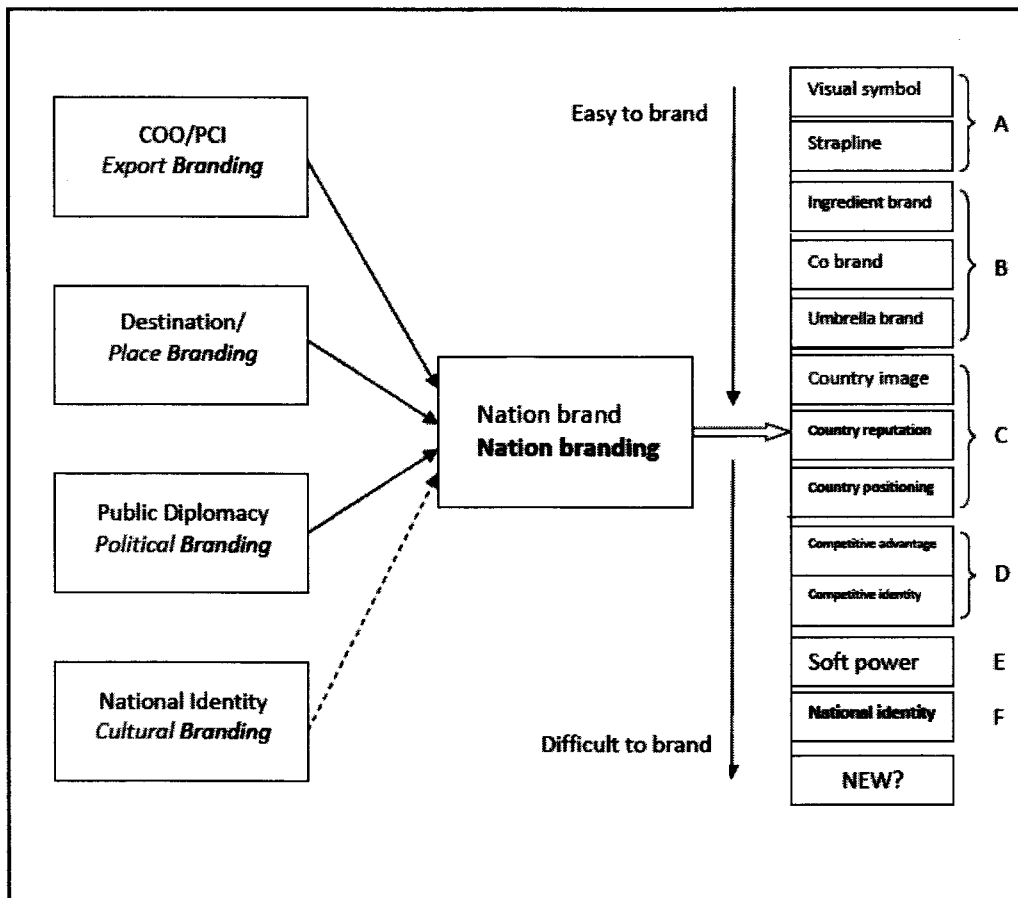 COO/PCI
Export Branding
Destination/
Place Branding
Public Diplomacy
Political Branding
National Identity
Cultural Branding
Nation brand
Nation branding
Easy to brand
Difficult to brand
Visual symbol
Strapline
A
Ingredient brand
Co brand
Umbrella brand
B
Country image
Country reputation
Country positioning
C
Competitive advantage
Competitive identity
D
Soft power
E
National identity
F
NEW?